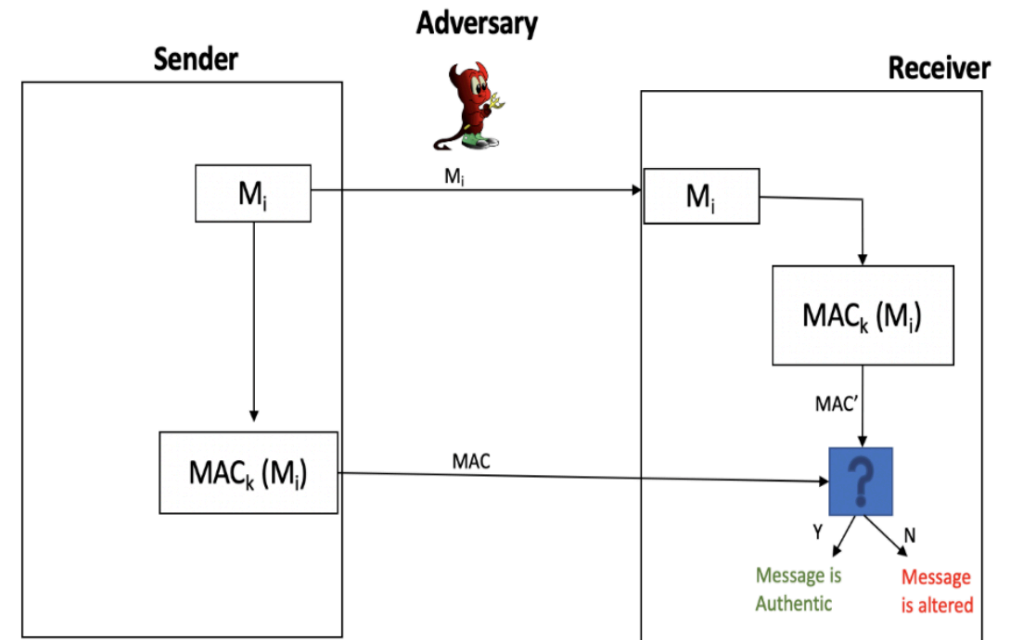 Adversary
Sender
Receiver
Mᵢ
Mᵢ
Mᵢ
MACₖ (Mᵢ)
MAC’
MACₖ (Mᵢ)
MAC
?
Y
N
Message is
Authentic
Message
is altered